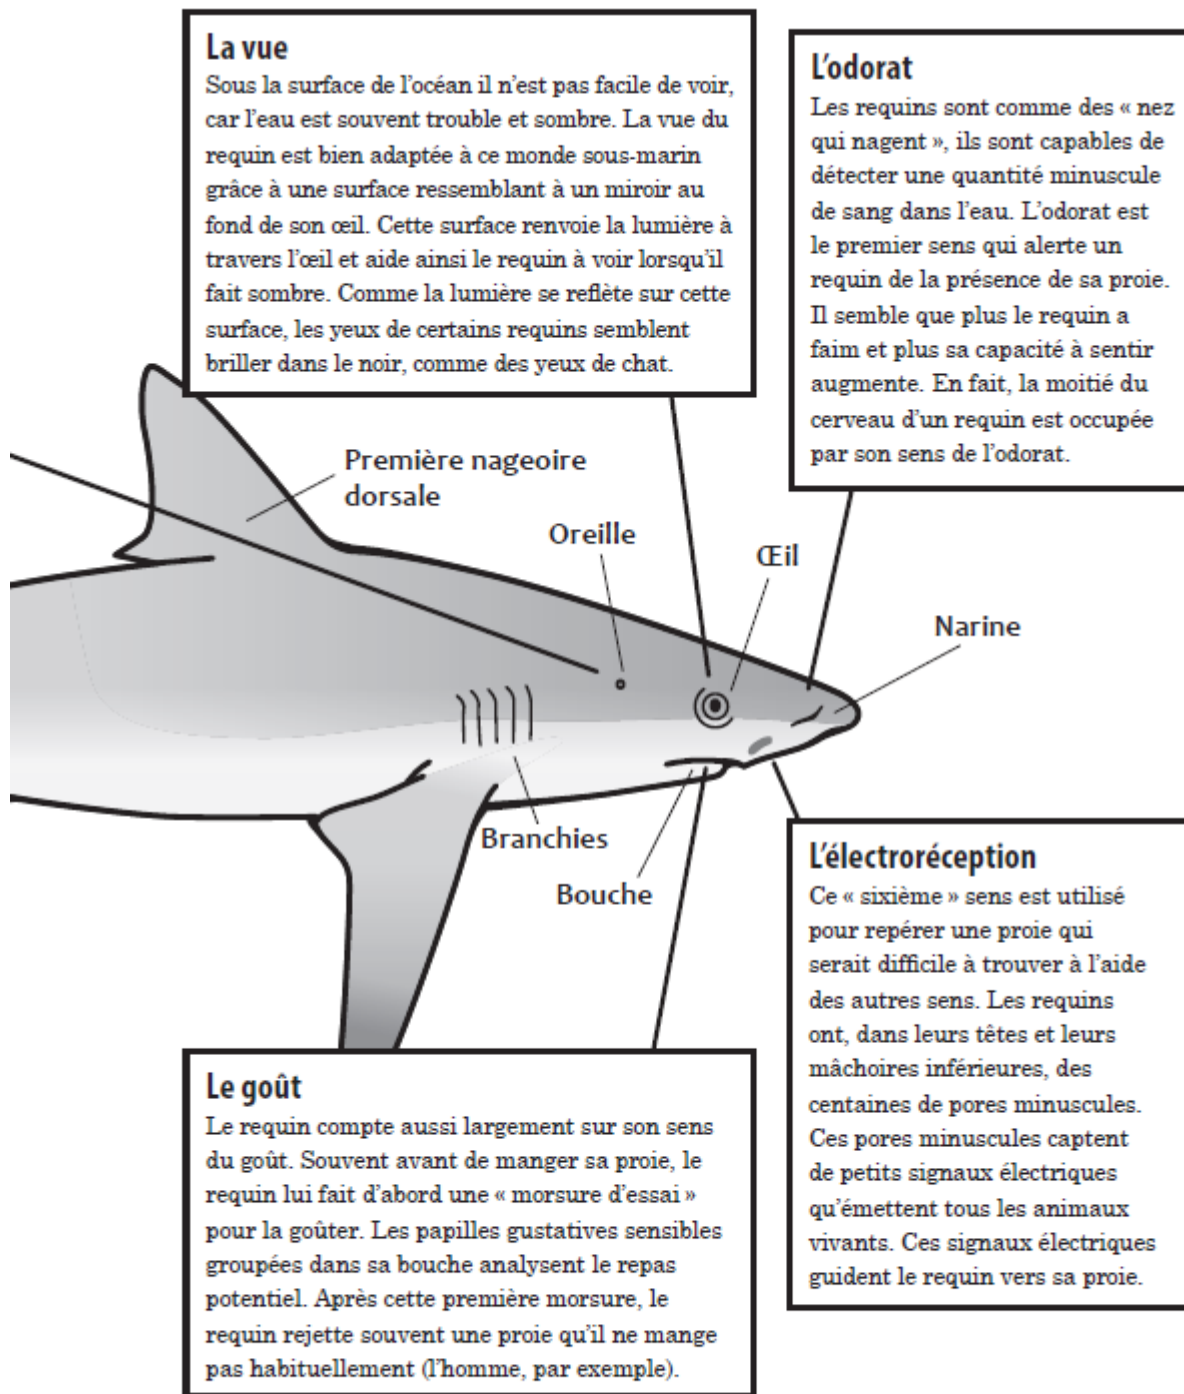 La vue
Sous la surface de l'océan il n'est pas facile de voir,
car l'eau est souvent trouble et sombre. La vue du
requin est bien adaptée à ce monde sous-marin
grâce à une surface ressemblant à un miroir au
fond de son œil. Cette surface renvoie la lumière à
travers l'œil et aide ainsi le requin à voir lorsqu'il
fait sombre. Comme la lumière se reflète sur cette
surface, les yeux de certains requins semblent
briller dans le noir, comme des yeux de chat.
L'odorat
Les requins sont comme des « nez
qui nagent », ils sont capables de
détecter une quantité minuscule
de sang dans l'eau. L'odorat est
le premier sens qui alerte un
requin de la présence de sa proie.
Il semble que plus le requin a
faim et plus sa capacité à sentir
augmente. En fait, la moitié du
cerveau d'un requin est occupée
par son sens de l'odorat.
Première nageoire
dorsale
Oreille
Œil
Narine
Branchies
Bouche
L'électroréception
Ce « sixième » sens est utilisé
pour repérer une proie qui
serait difficile à trouver à l'aide
des autres sens. Les requins
ont, dans leurs têtes et leurs
mâchoires inférieures, des
centaines de pores minuscules.
Ces pores minuscules captent
de petits signaux électriques
qu'émettent tous les animaux
vivants. Ces signaux électriques
guident le requin vers sa proie.
Le goût
Le requin compte aussi largement sur son sens
du goût. Souvent avant de manger sa proie, le
requin lui fait d'abord une « morsure d'essai »
pour la goûter. Les papilles gustatives sensibles
groupées dans sa bouche analysent le repas
potentiel. Après cette première morsure, le
requin rejette souvent une proie qu'il ne mange
pas habituellement (l'homme, par exemple).